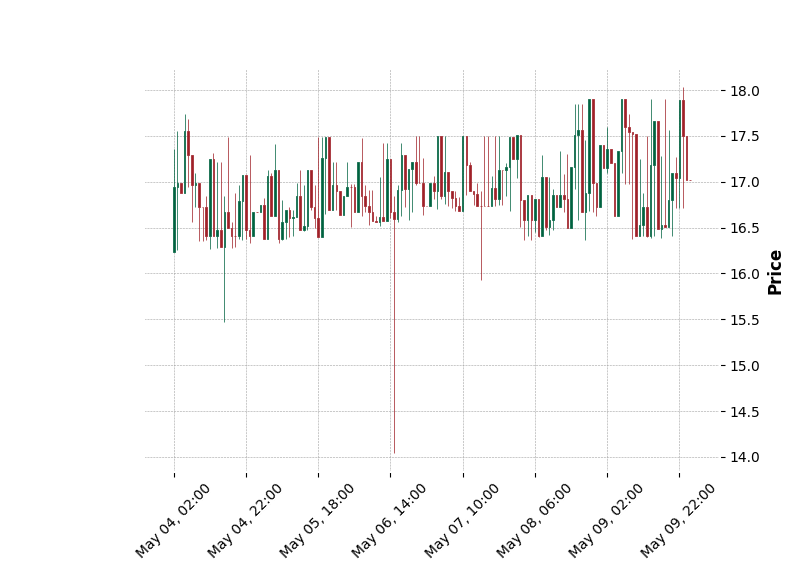 18.0
17.5
17.0
16.5
16.0
15.5
15.0
14.5
14.0
Price
May 04, 02:00
May 04, 22:00
May 05, 18:00
May 06, 14:00
May 07, 10:00
May 08, 06:00
May 09, 02:00
May 09, 22:00